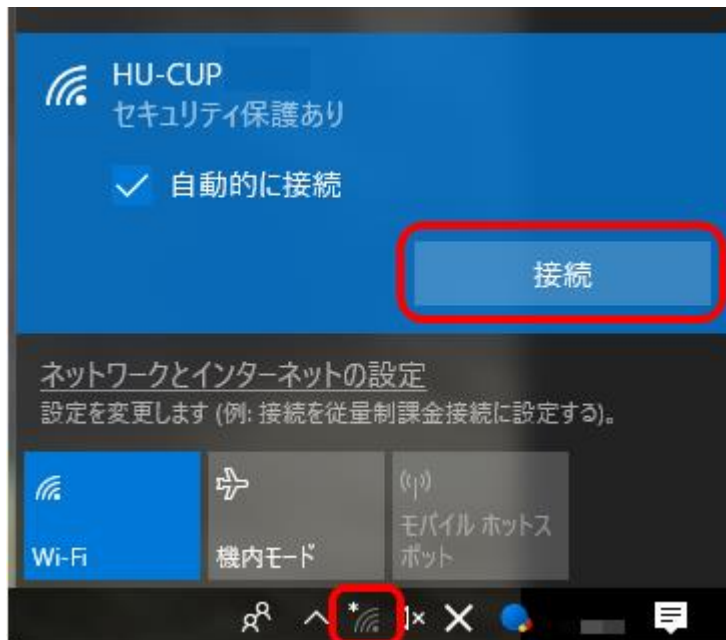 HU-CUP
セキュリティ保護あり
自動的に接続
接続
ネットワークとインターネットの設定
設定を変更します (例: 接続を従量制課金接続に設定する)。
Wi-Fi
機内モード
モバイル ホットス
ポット